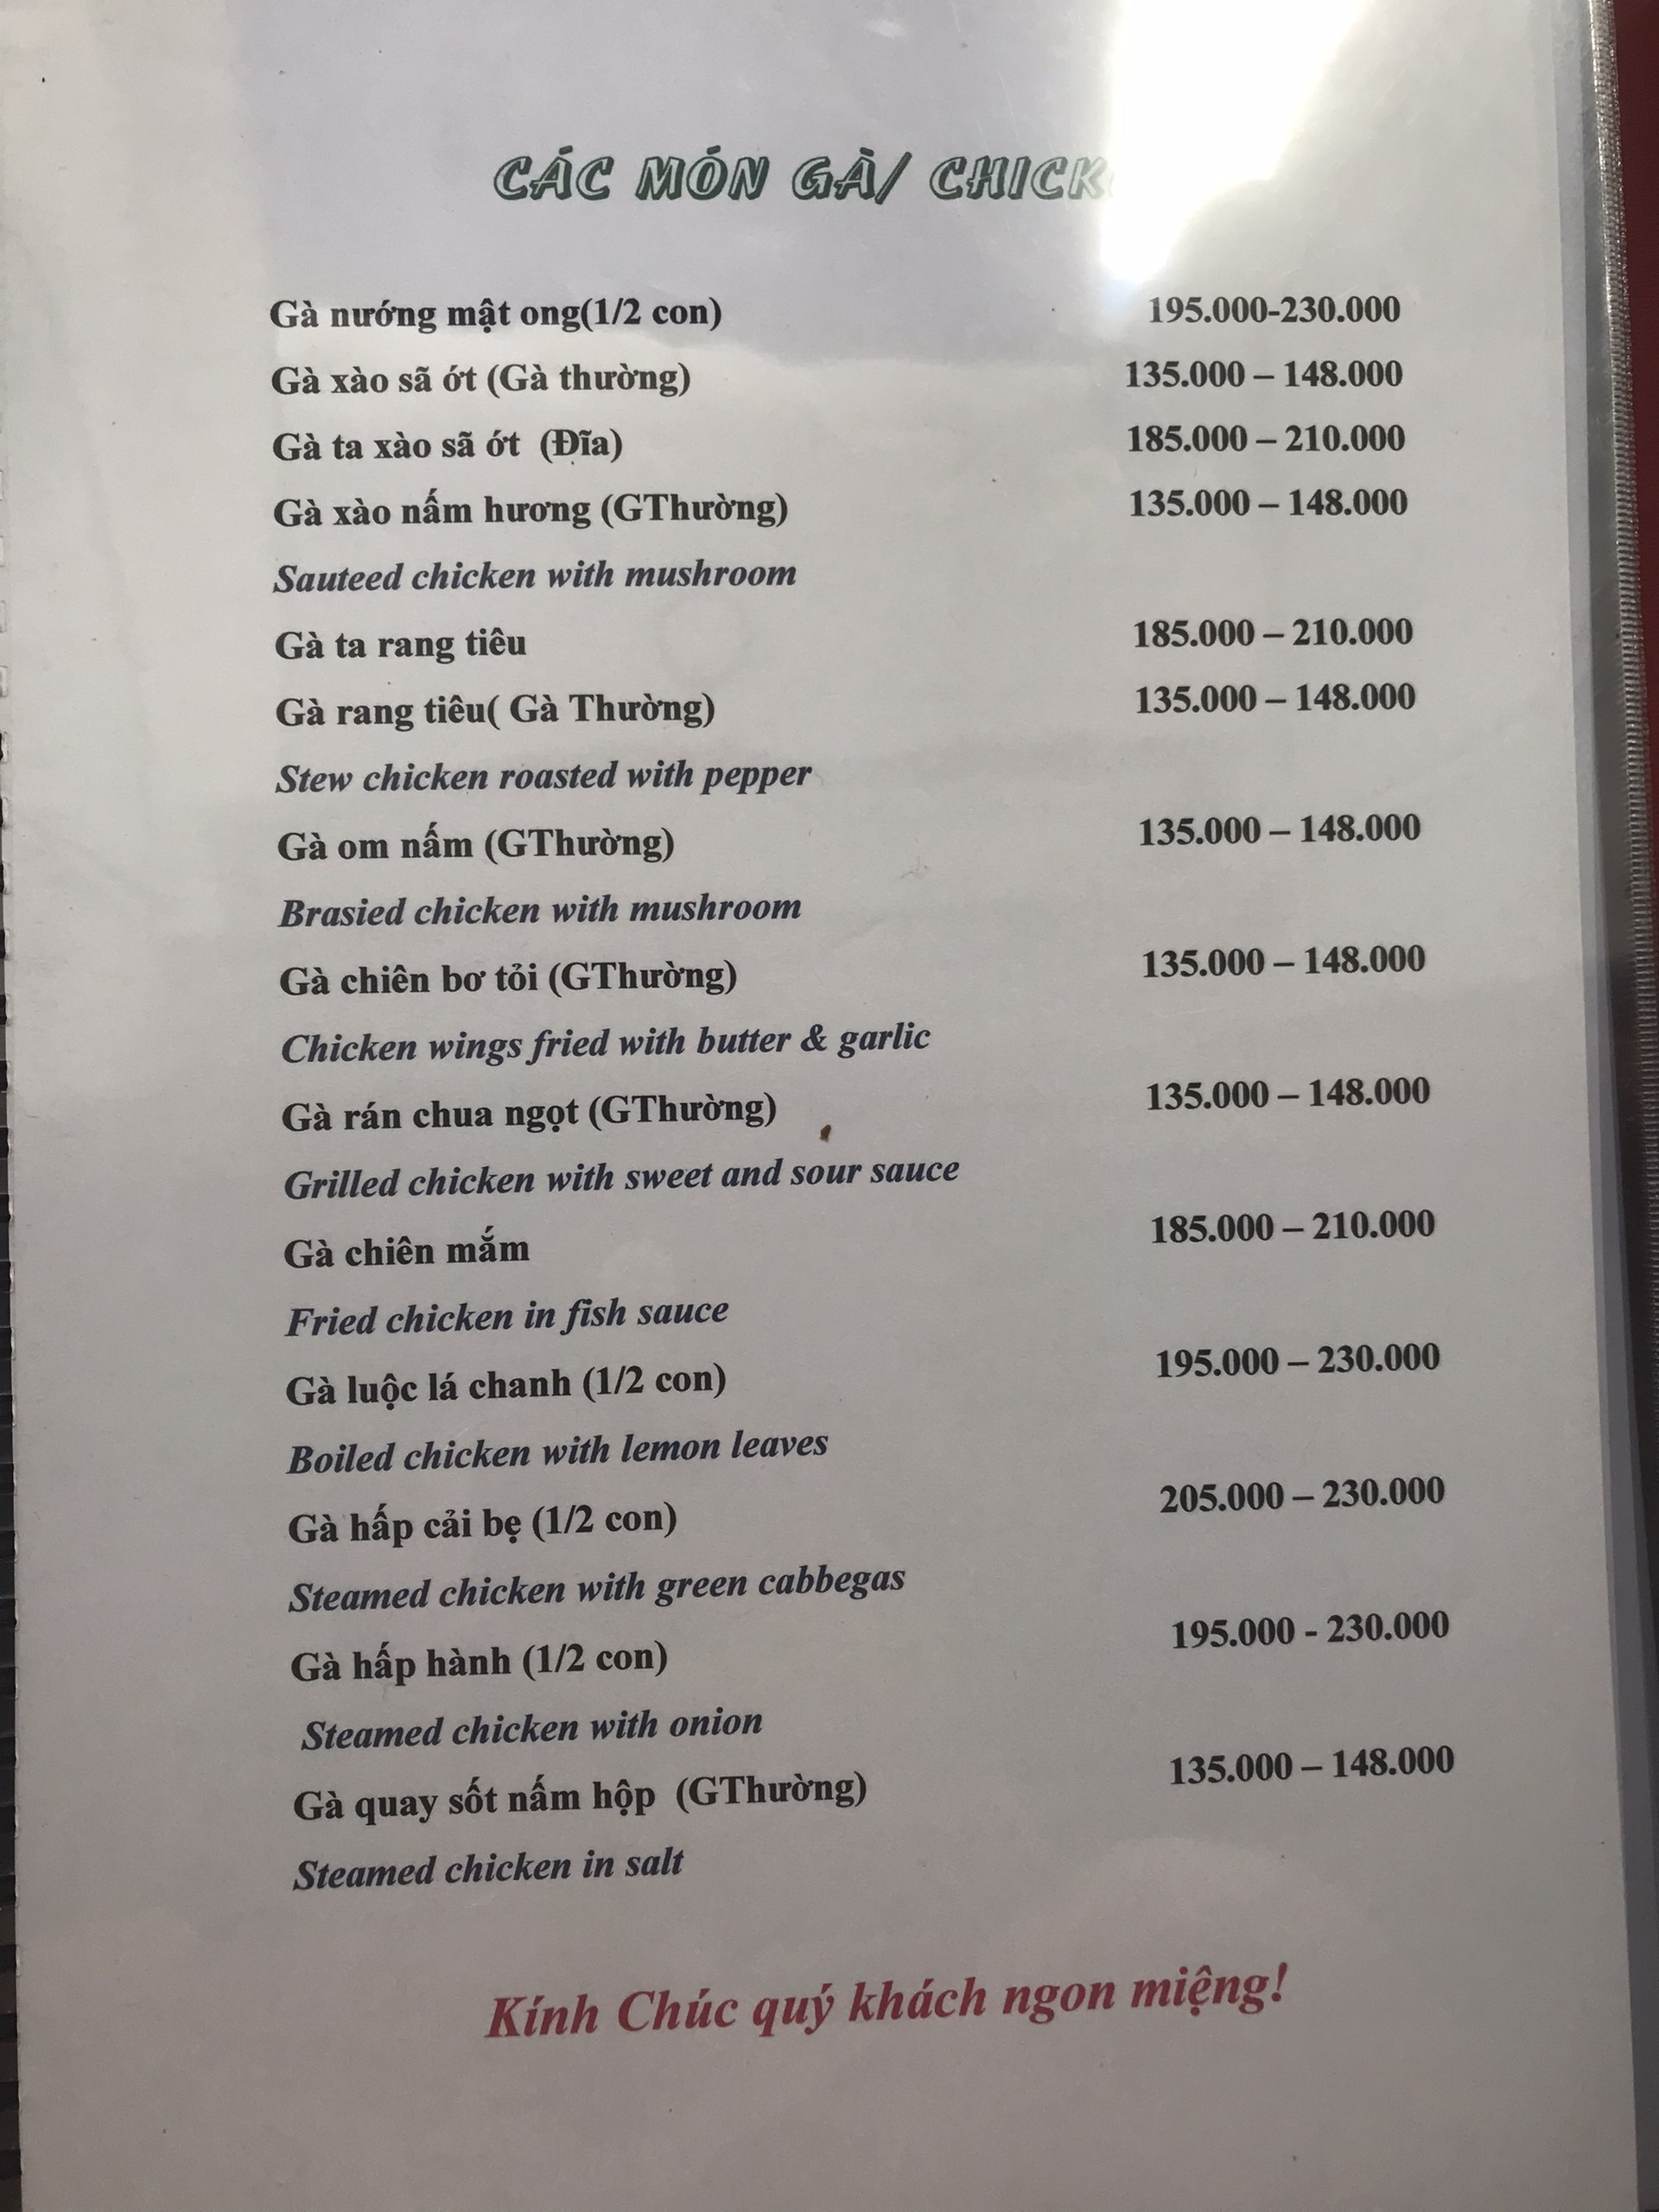 CÁC MÓN GÀ/
Gà nướng mật ong(1/2 con) 195.000-230.000
Gà xào sã ớt (Gà thường) 135.000 – 148.000
Gà ta xào sã ớt (Đĩa) 185.000 – 210.000
Gà xào nấm hương (GThường) 135.000 – 148.000
Sauteed chicken with mushroom
Gà ta rang tiêu 185.000 – 210.000
Gà rang tiêu( Gà Thường) 135.000 – 148.000
Stew chicken roasted with pepper
Gà om nấm (GThường) 135.000 – 148.000
Brasied chicken with mushroom
Gà chiên bơ tỏi (GThường) 135.000 – 148.000
Chicken wings fried with butter & garlic
Gà rán chua ngọt (GThường) 135.000 – 148.000
Grilled chicken with sweet and sour sauce
Gà chiên mắm 185.000 – 210.000
Fried chicken in fish sauce
Gà luộc lá chanh (1/2 con) 195.000 – 230.000
Boiled chicken with lemon leaves
Gà hấp cải bẹ (1/2 con) 205.000 – 230.000
Steamed chicken with green cabbegas
Gà hấp hành (1/2 con) 195.000 - 230.000
Steamed chicken with onion
Gà quay sốt nấm hộp (GThường) 135.000 – 148.000
Steamed chicken in salt
Kính Chúc quý khách ngon miệng!